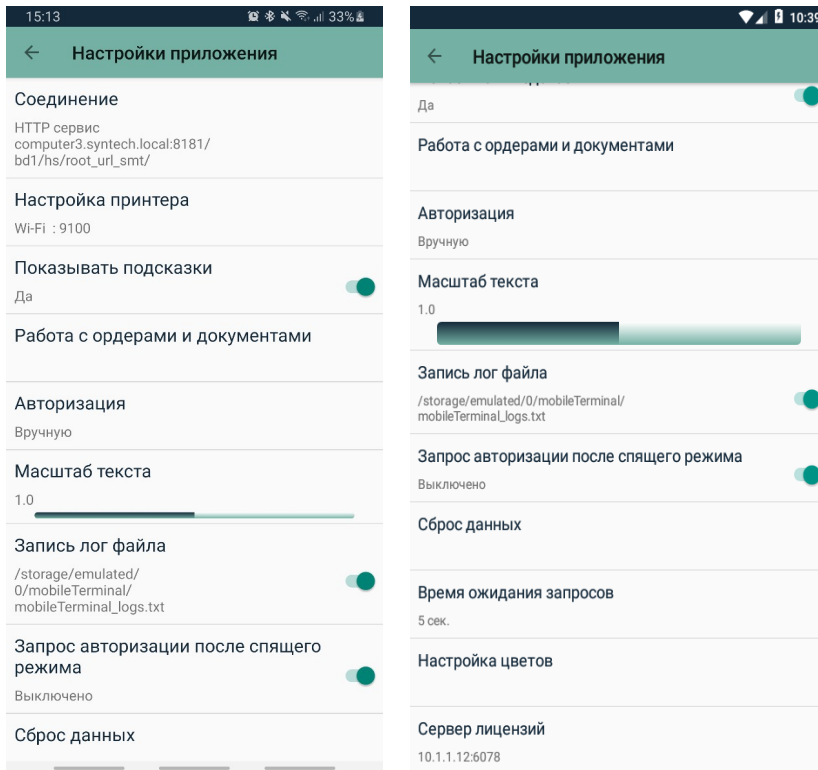 15:13
33%
Настройки приложения
Соединение
HTTP сервис
computer3.syntech.local:8181/
bd1/hs/root_url_smt/
Настройка принтера
Wi-Fi : 9100
Показывать подсказки
Да
Работа с ордерами и документами
Авторизация
Вручную
Масштаб текста
1.0
Запись лог файла
/storage/emulated/
0/mobileTerminal/
mobileTerminal_logs.txt
Запрос авторизации после спящего
режима
Выключено
Сброс данных
10:39
Настройки приложения
Да
Работа с ордерами и документами
Авторизация
Вручную
Масштаб текста
1.0
Запись лог файла
/storage/emulated/0/mobileTerminal/
mobileTerminal_logs.txt
Запрос авторизации после спящего режима
Выключено
Сброс данных
Время ожидания запросов
5 сек.
Настройка цветов
Сервер лицензий
10.1.1.12:6078